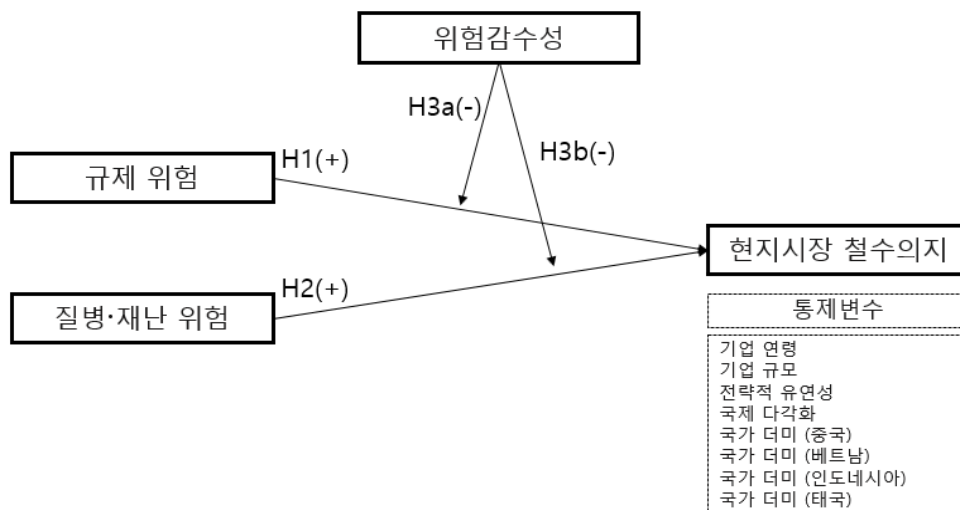 위험감수성
H3a(-)
H3b(-)
H1(+)
규제 위험
현지시장 철수의지
H2(+)
질병·재난 위험
통제변수
기업 연령
기업 규모
전략적 유연성
국제 다각화
국가 더미 (중국)
국가 더미 (베트남)
국가 더미 (인도네시아)
국가 더미 (태국)